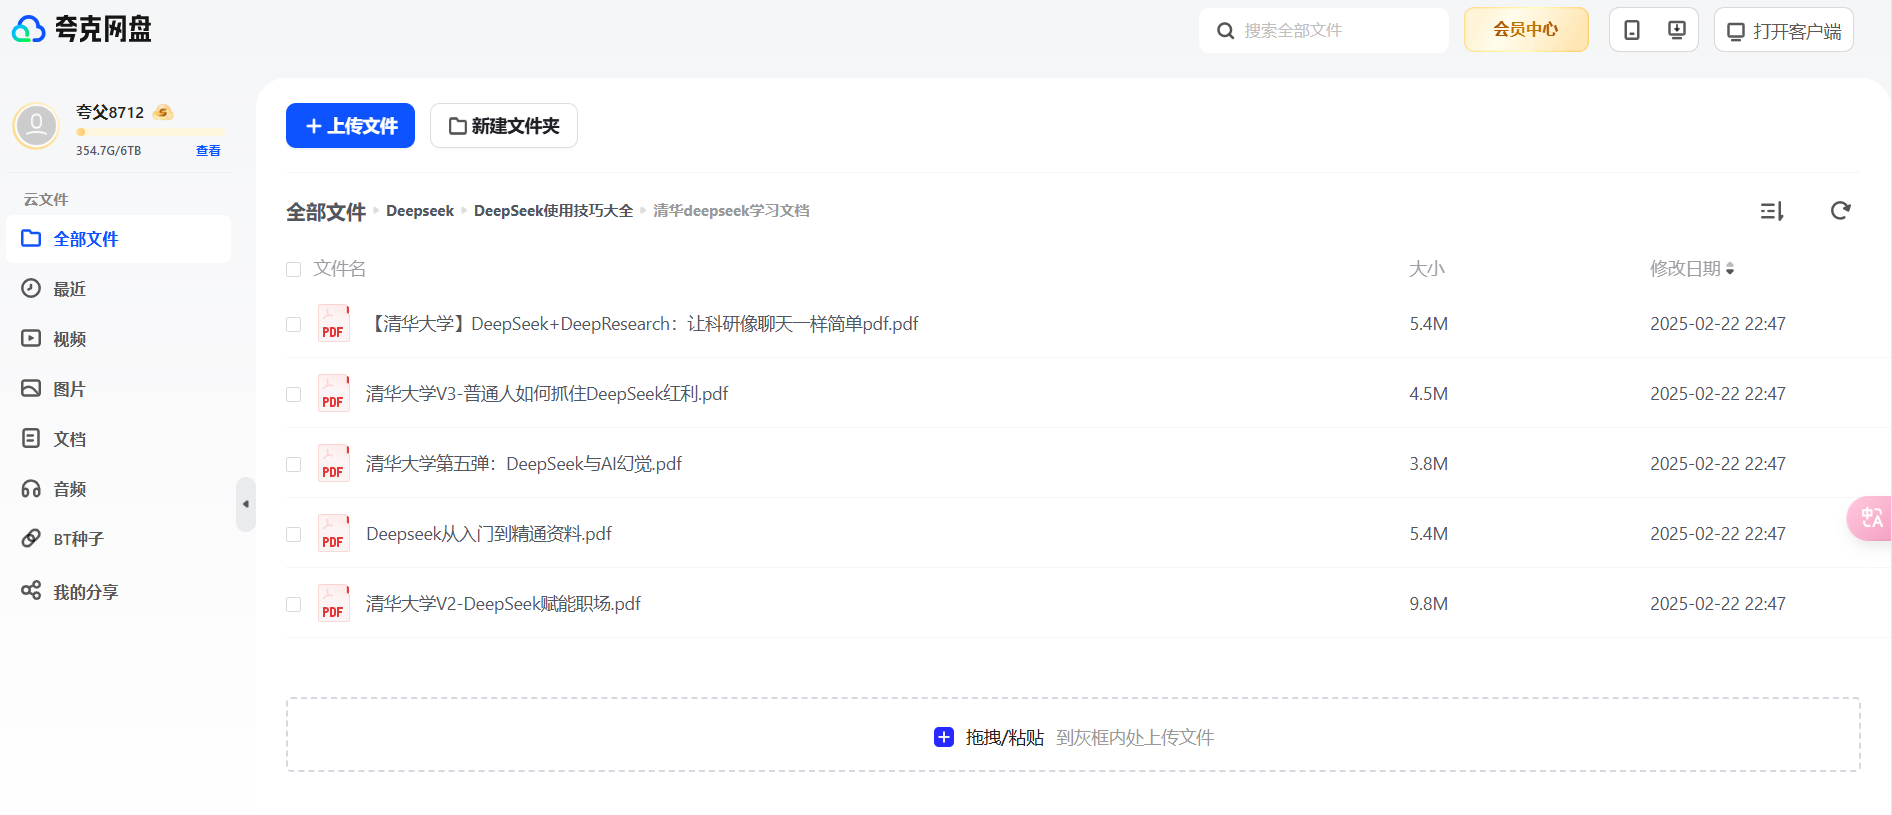 夸克网盘
搜索全部文件
会员中心
打开客户端
夸父8712
354.7G/6TB 查看
云文件
全部文件
最近
视频
图片
文档
音频
BT种子
我的分享
上传文件 新建文件夹
全部文件 Deepseek DeepSeek使用技巧大全 清华deepseek学习文档
文件名 大小 修改日期
PDF 【清华大学】DeepSeek+DeepResearch：让科研像聊天一样简单pdf.pdf 5.4M 2025-02-22 22:47
PDF 清华大学V3-普通人如何抓住DeepSeek红利.pdf 4.5M 2025-02-22 22:47
PDF 清华大学第五弹：DeepSeek与AI幻觉.pdf 3.8M 2025-02-22 22:47
PDF Deepseek从入门到精通资料.pdf 5.4M 2025-02-22 22:47
PDF 清华大学V2-DeepSeek赋能职场.pdf 9.8M 2025-02-22 22:47
中A
拖拽/粘贴 到灰框内处上传文件